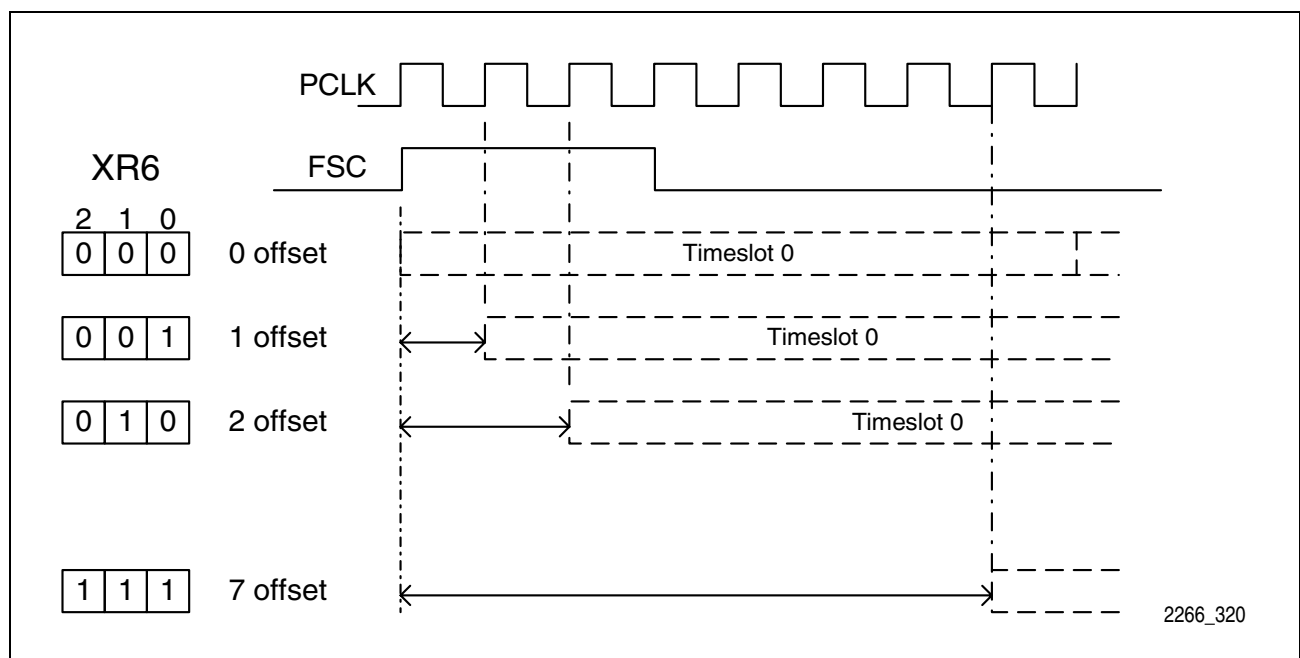 PCLK
FSC
XR6
2 1 0
0 0 0 0 offset Timeslot 0
0 0 1 1 offset Timeslot 0
0 1 0 2 offset Timeslot 0
1 1 1 7 offset
2266_320